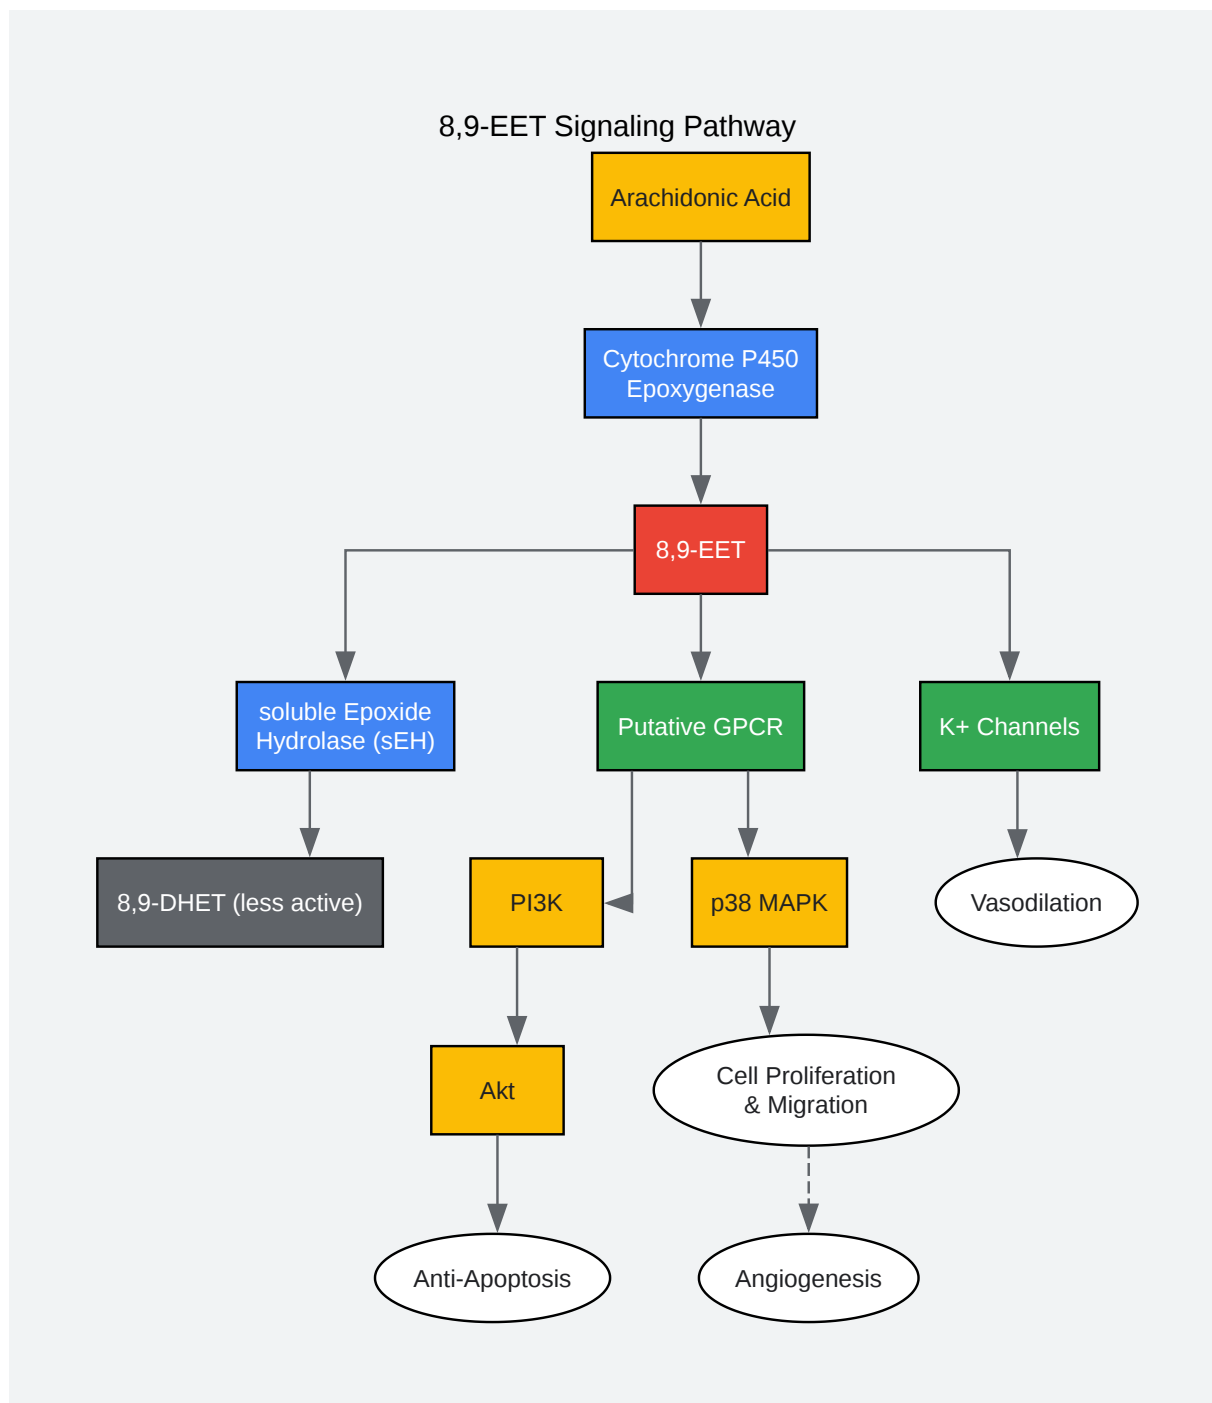 8,9-EET Signaling Pathway
Arachidonic Acid
Cytochrome P450
Epoxygenase
8,9-EET
soluble Epoxide
Hydrolase (sEH)
Putative GPCR
K+ Channels
8,9-DHET (less active)
PI3K
p38 MAPK
Vasodilation
Akt
Cell Proliferation
& Migration
Anti-Apoptosis
Angiogenesis